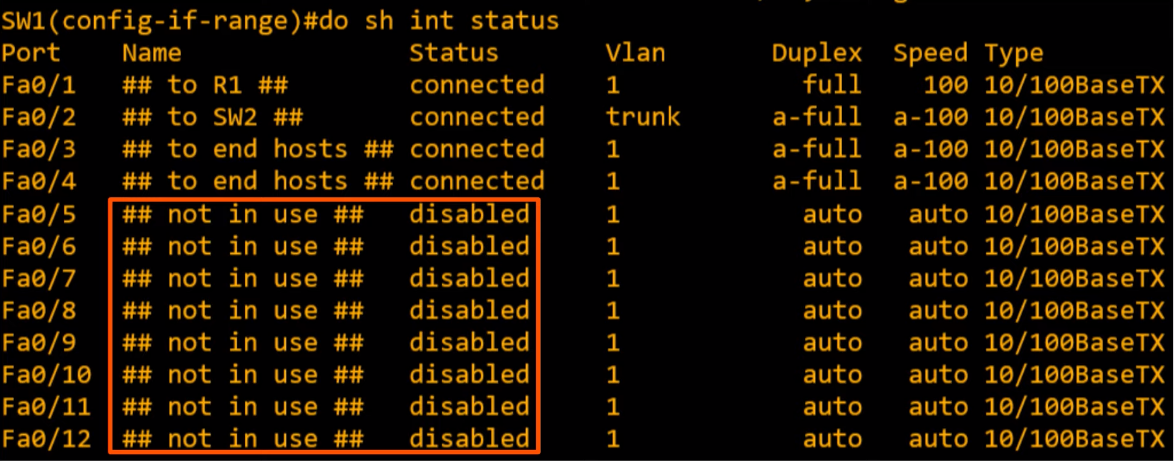 SW1(config-if-range)#do sh int status
Port Name Status Vlan Duplex Speed Type
Fa0/1 ## to R1 ## connected 1 full 100 10/100BaseTX
Fa0/2 ## to SW2 ## connected trunk a-full a-100 10/100BaseTX
Fa0/3 ## to end hosts ## connected 1 a-full a-100 10/100BaseTX
Fa0/4 ## to end hosts ## connected 1 a-full a-100 10/100BaseTX
Fa0/5 ## not in use ## disabled 1 auto auto 10/100BaseTX
Fa0/6 ## not in use ## disabled 1 auto auto 10/100BaseTX
Fa0/7 ## not in use ## disabled 1 auto auto 10/100BaseTX
Fa0/8 ## not in use ## disabled 1 auto auto 10/100BaseTX
Fa0/9 ## not in use ## disabled 1 auto auto 10/100BaseTX
Fa0/10 ## not in use ## disabled 1 auto auto 10/100BaseTX
Fa0/11 ## not in use ## disabled 1 auto auto 10/100BaseTX
Fa0/12 ## not in use ## disabled 1 auto auto 10/100BaseTX